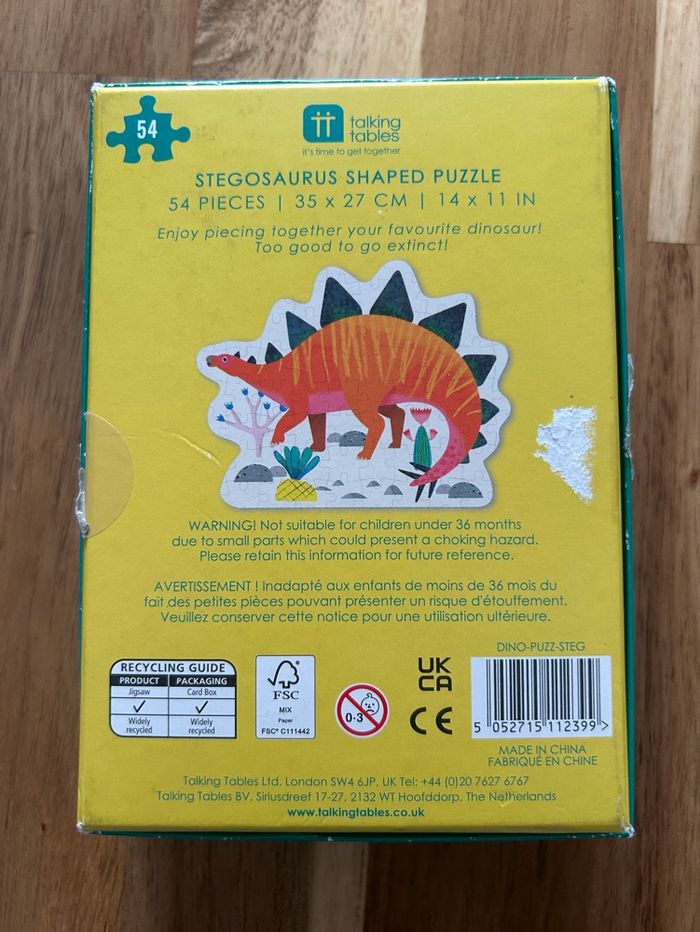 54
talking
tables
it's time to get together
STEGOSAURUS SHAPED PUZZLE
54 PIECES | 35 x 27 CM | 14 x 11 IN
Enjoy piecing together your favourite dinosaur!
Too good to go extinct!
WARNING! Not suitable for children under 36 months
due to small parts which could present a choking hazard.
Please retain this information for future reference.
AVERTISSEMENT ! Inadapté aux enfants de moins de 36 mois du
fait des petites pièces pouvant présenter un risque d'étouffement.
Veuillez conserver cette notice pour une utilisation ultérieure.
DINO-PUZZ-STEG
RECYCLING GUIDE
PRODUCT PACKAGING
Jigsaw Card Box
Widely recycled Widely recycled
FSC
MIX
Paper
FSC® C111442
0-3
UK
CA
CE
5 052715 112399 >
MADE IN CHINA
FABRIQUÉ EN CHINE
Talking Tables Ltd, London SW4 6JP, UK Tel: +44 (0)20 7627 6767
Talking Tables BV, Siriusdreef 17-27, 2132 WT Hoofddorp, The Netherlands
www.talkingtables.co.uk